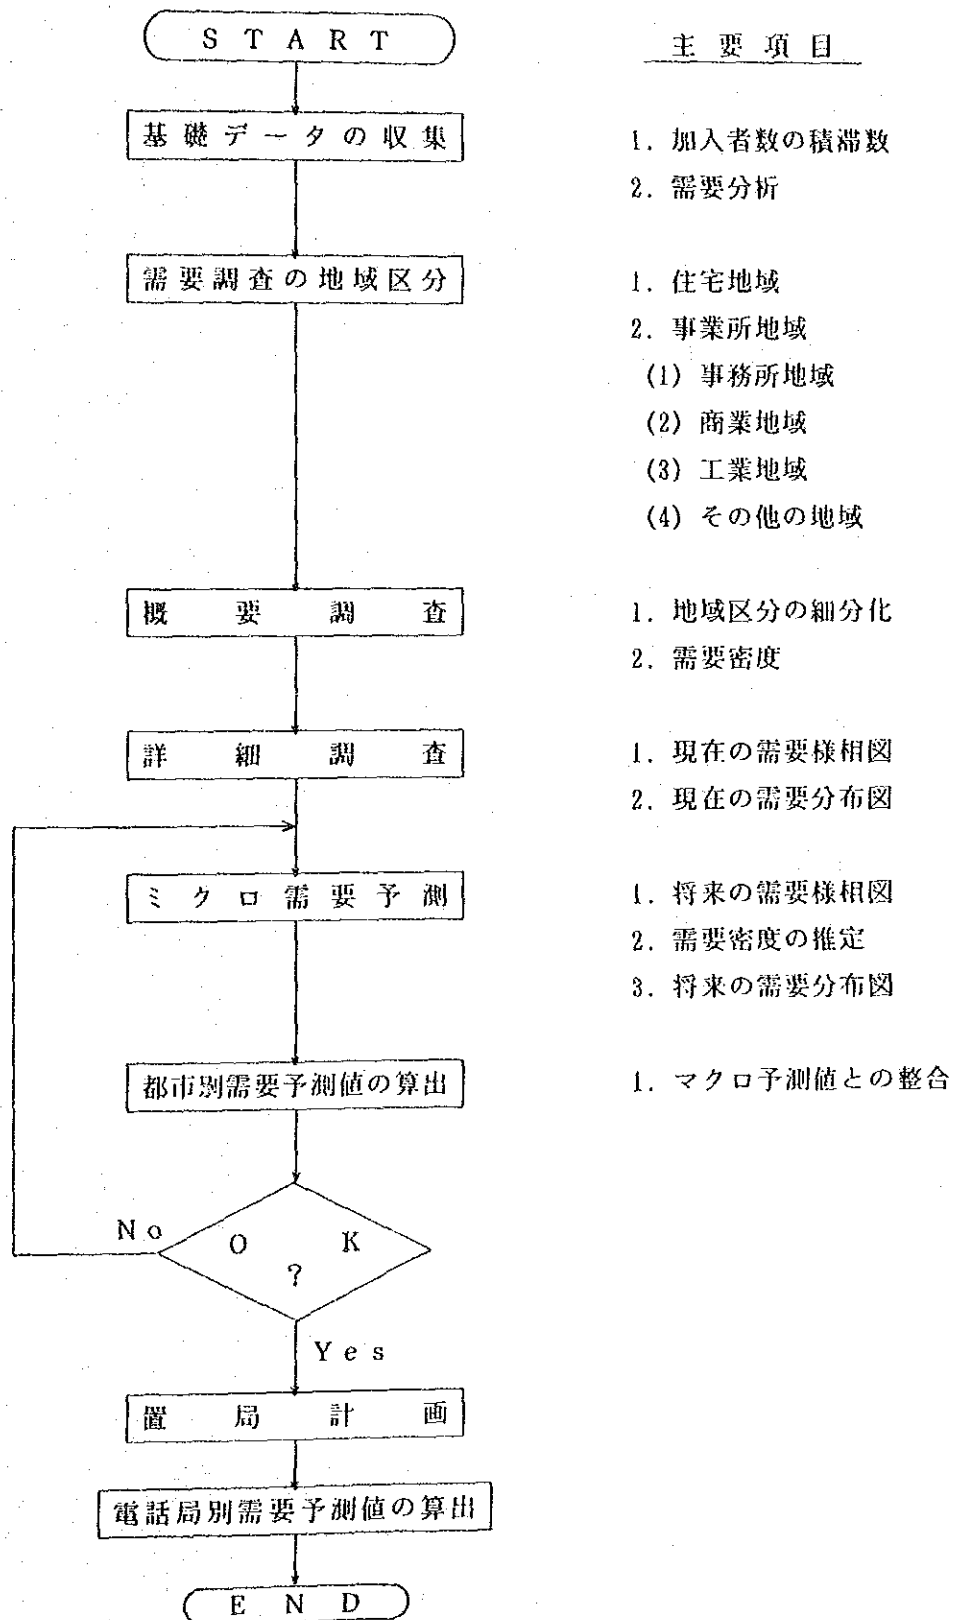 START
主要項目
基礎データの収集
1. 加入者数の積滞数
2. 需要分析
需要調査の地域区分
1. 住宅地域
2. 事業所地域
(1) 事務所地域
(2) 商業地域
(3) 工業地域
(4) その他の地域
概要調査
1. 地域区分の細分化
2. 需要密度
詳細調査
1. 現在の需要様相図
2. 現在の需要分布図
ミクロ需要予測
1. 将来の需要様相図
2. 需要密度の推定
3. 将来の需要分布図
都市別需要予測値の算出
1. マクロ予測値との整合
No
OK
?
Yes
置局計画
電話局別需要予測値の算出
END